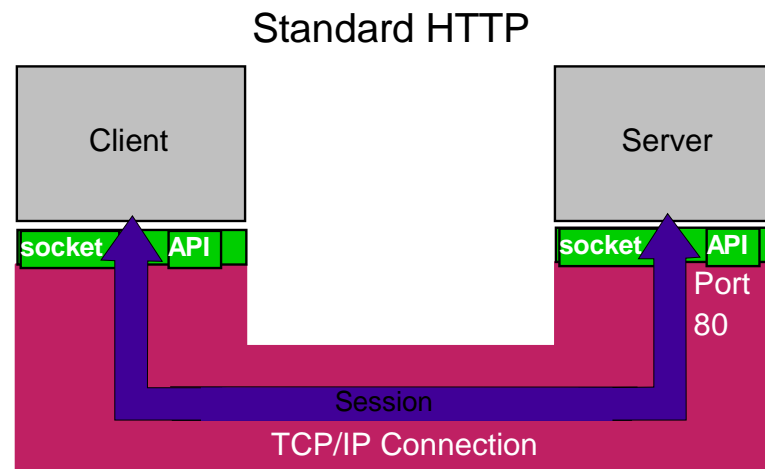 Standard HTTP
Client
Server
socket API
socket API
Port
80
Session
TCP/IP Connection